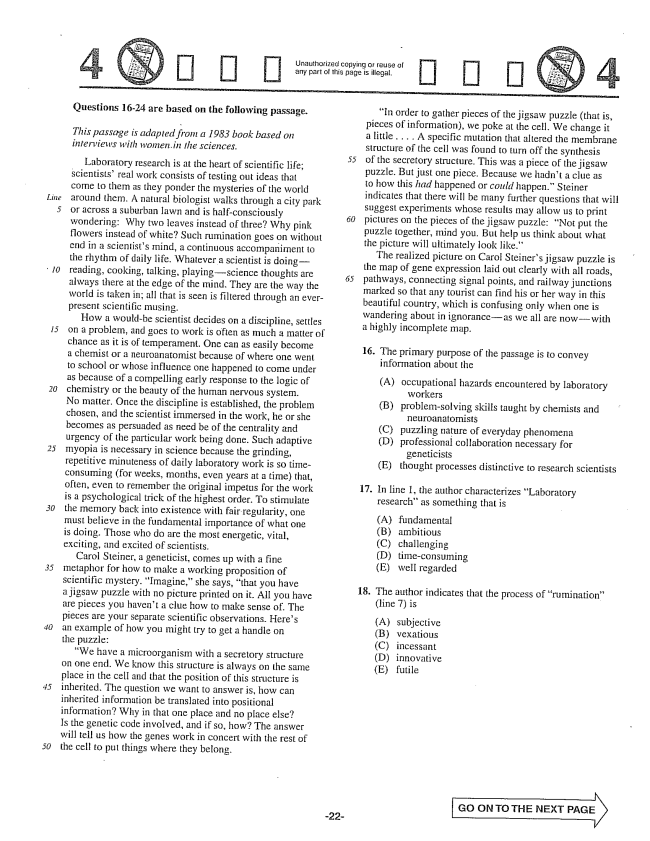 4
Unauthorized copying or reuse of
any part of this page is illegal.
4
Questions 16-24 are based on the following passage.
This passage is adapted from a 1983 book based on
interviews with women in the sciences.
Laboratory research is at the heart of scientific life;
scientists' real work consists of testing out ideas that
come to them as they ponder the mysteries of the world
Line around them. A natural biologist walks through a city park
5 or across a suburban lawn and is half-consciously
wondering: Why two leaves instead of three? Why pink
flowers instead of white? Such rumination goes on without
end in a scientist's mind, a continuous accompaniment to
the rhythm of daily life. Whatever a scientist is doing—
10 reading, cooking, talking, playing—science thoughts are
always there at the edge of the mind. They are the way the
world is taken in; all that is seen is filtered through an ever-
present scientific musing.
How a would-be scientist decides on a discipline, settles
15 on a problem, and goes to work is often as much a matter of
chance as it is of temperament. One can as easily become
a chemist or a neuroanatomist because of where one went
to school or whose influence one happened to come under
as because of a compelling early response to the logic of
20 chemistry or the beauty of the human nervous system.
No matter. Once the discipline is established, the problem
chosen, and the scientist immersed in the work, he or she
becomes as persuaded as need be of the centrality and
urgency of the particular work being done. Such adaptive
25 myopia is necessary in science because the grinding,
repetitive minuteness of daily laboratory work is so time-
consuming (for weeks, months, even years at a time) that,
often, even to remember the original impetus for the work
is a psychological trick of the highest order. To stimulate
30 the memory back into existence with fair regularity, one
must believe in the fundamental importance of what one
is doing. Those who do are the most energetic, vital,
exciting, and excited of scientists.
Carol Steiner, a geneticist, comes up with a fine
35 metaphor for how to make a working proposition of
scientific mystery. "Imagine," she says, "that you have
a jigsaw puzzle with no picture printed on it. All you have
are pieces you haven't a clue how to make sense of. The
pieces are your separate scientific observations. Here's
40 an example of how you might try to get a handle on
the puzzle:
"We have a microorganism with a secretory structure
on one end. We know this structure is always on the same
place in the cell and that the position of this structure is
45 inherited. The question we want to answer is, how can
inherited information be translated into positional
information? Why in that one place and no place else?
Is the genetic code involved, and if so, how? The answer
will tell us how the genes work in concert with the rest of
50 the cell to put things where they belong.
"In order to gather pieces of the jigsaw puzzle (that is,
pieces of information), we poke at the cell. We change it
a little . . . . A specific mutation that altered the membrane
structure of the cell was found to turn off the synthesis
55 of the secretory structure. This was a piece of the jigsaw
puzzle. But just one piece. Because we hadn't a clue as
to how this had happened or could happen." Steiner
indicates that there will be many further questions that will
suggest experiments whose results may allow us to print
60 pictures on the pieces of the jigsaw puzzle: "Not put the
puzzle together, mind you. But help us think about what
the picture will ultimately look like."
The realized picture on Carol Steiner's jigsaw puzzle is
the map of gene expression laid out clearly with all roads,
65 pathways, connecting signal points, and railway junctions
marked so that any tourist can find his or her way in this
beautiful country, which is confusing only when one is
wandering about in ignorance—as we all are now—with
a highly incomplete map.
16. The primary purpose of the passage is to convey
information about the
(A) occupational hazards encountered by laboratory
workers
(B) problem-solving skills taught by chemists and
neuroanatomists
(C) puzzling nature of everyday phenomena
(D) professional collaboration necessary for
geneticists
(E) thought processes distinctive to research scientists
17. In line 1, the author characterizes "Laboratory
research" as something that is
(A) fundamental
(B) ambitious
(C) challenging
(D) time-consuming
(E) well regarded
18. The author indicates that the process of "rumination"
(line 7) is
(A) subjective
(B) vexatious
(C) incessant
(D) innovative
(E) futile
GO ON TO THE NEXT PAGE
-22-